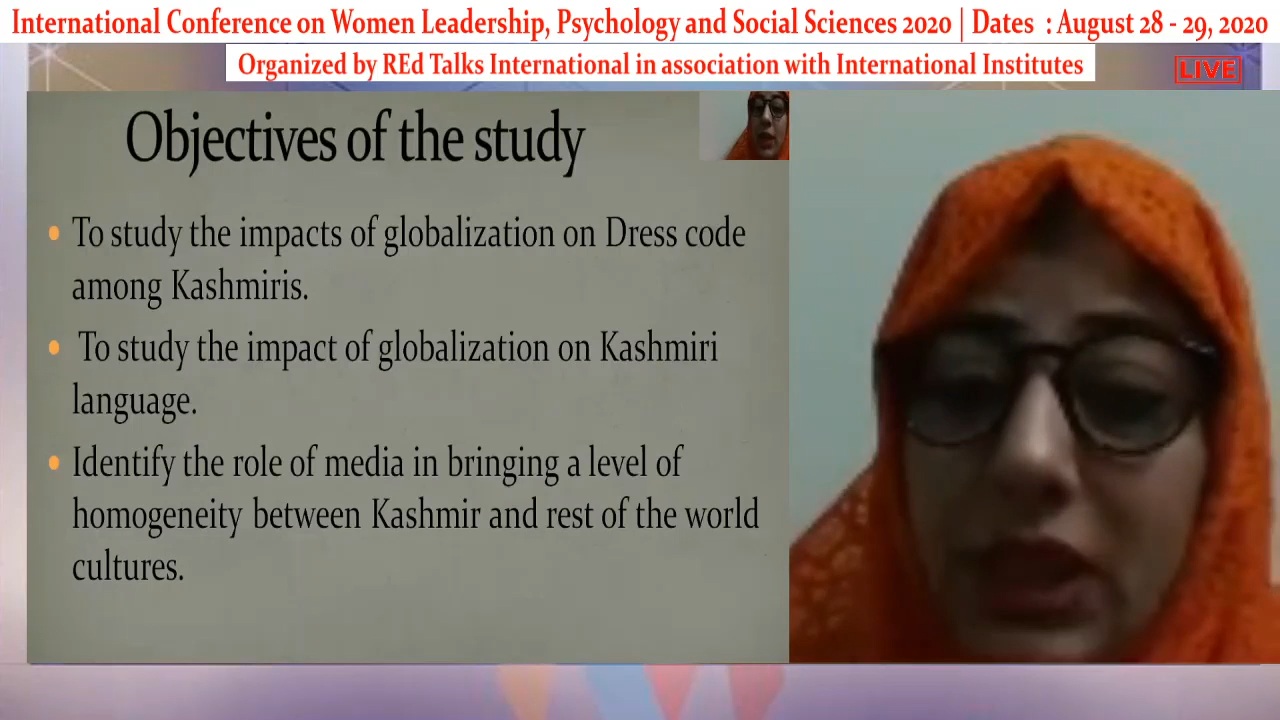 International Conference on Women Leadership, Psychology and Social Sciences 2020 | Dates : August 28 - 29, 2020
Organized by REd Talks International in association with International Institutes
LIVE
Objectives of the study
• To study the impacts of globalization on Dress code
among Kashmiris.
• To study the impact of globalization on Kashmiri
language.
• Identify the role of media in bringing a level of
homogeneity between Kashmir and rest of the world
cultures.